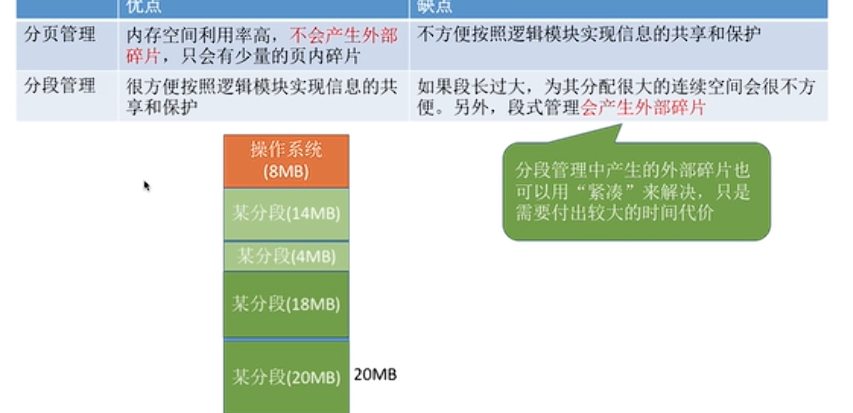 优点
缺点
分页管理
内存空间利用率高，不会产生外部
碎片，只会有少量的页内碎片
不方便按照逻辑模块实现信息的共享和保护
分段管理
很方便按照逻辑模块实现信息的共
享和保护
如果段长过大，为其分配很大的连续空间会很不方
便。另外，段式管理会产生外部碎片
操作系统
(8MB)
某分段(14MB)
某分段(4MB)
某分段(18MB)
某分段(20MB)
20MB
分段管理中产生的外部碎片也
可以用“紧凑”来解决，只是
需要付出较大的时间代价